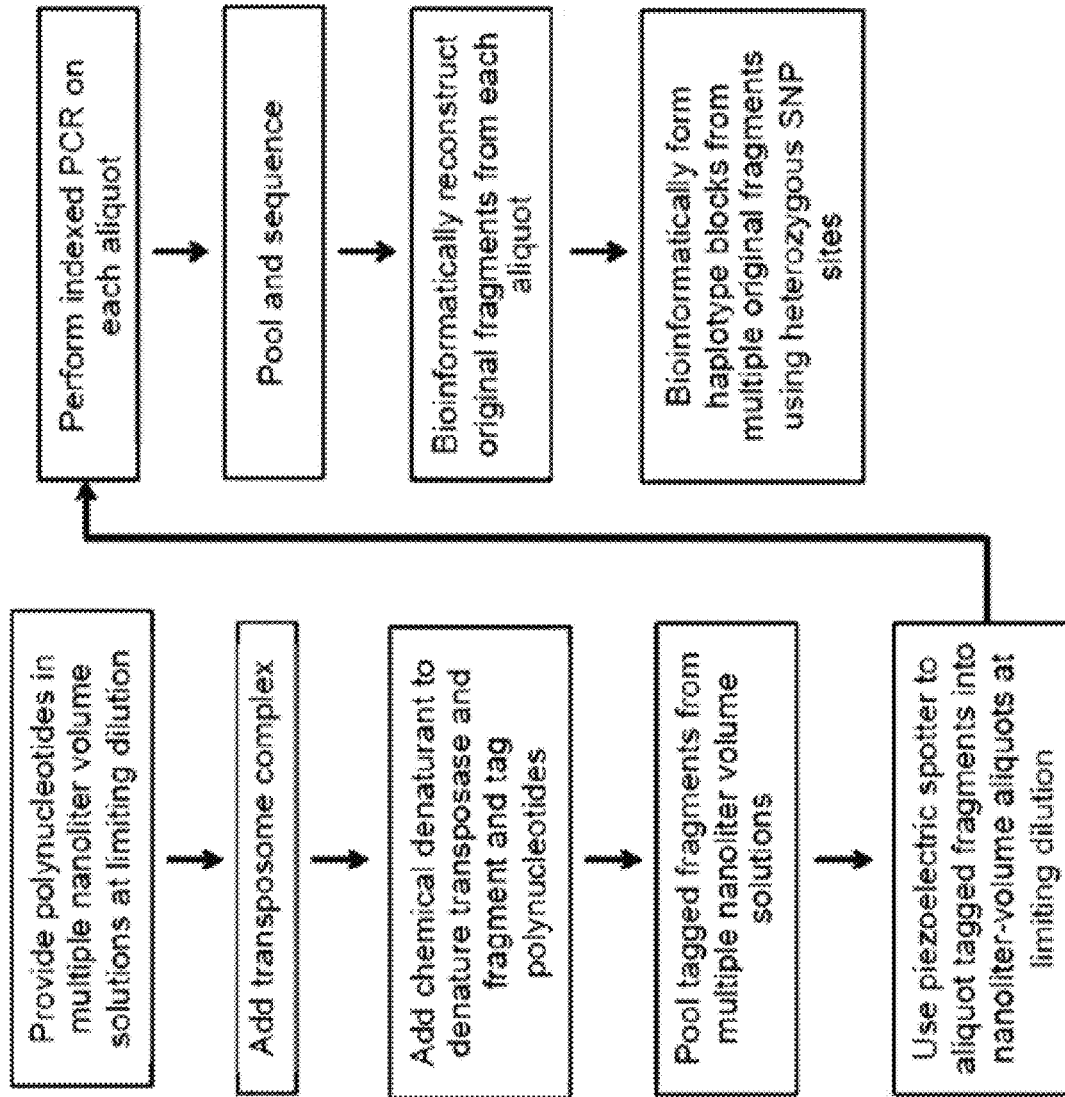 Provide polynucleotides in
multiple nanoliter volume
solutions at limiting dilution
Add transposome complex
Add chemical denaturant to
denature transposase and
fragment and tag
polynucleotides
Pool tagged fragments from
multiple nanoliter volume
solutions
Use piezoelectric spotter to
aliquot tagged fragments into
nanoliter-volume aliquots at
limiting dilution
Perform indexed PCR on
each aliquot
Pool and sequence
Bioinformatically reconstruct
original fragments from each
aliquot
Bioinformatically form
haplotype blocks from
multiple original fragments
using heterozygous SNP
sites